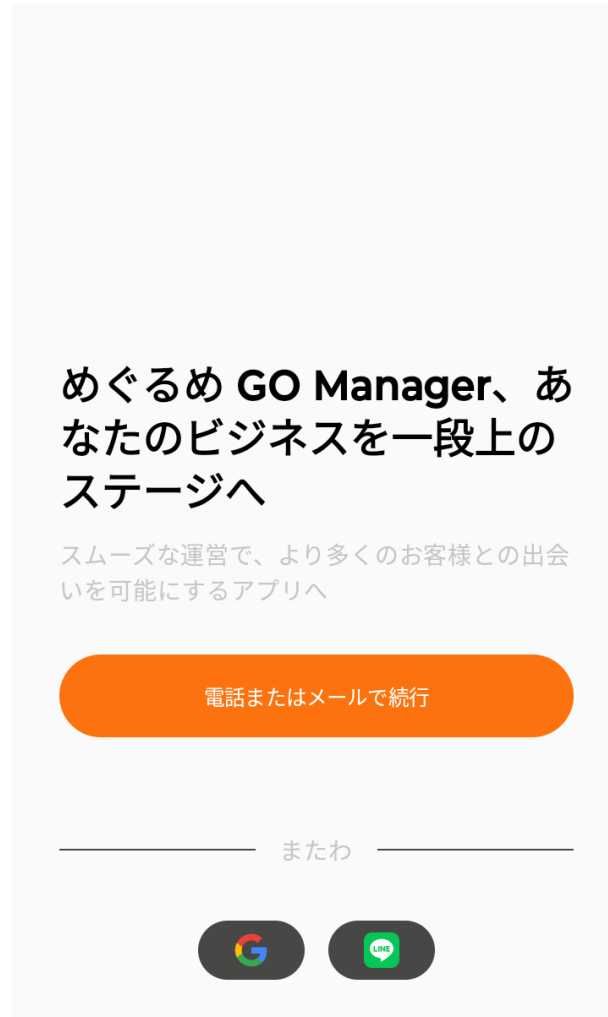 めぐるめ GO Manager、あ
なたのビジネスを一段上の
ステージへ
スムーズな運営で、より多くのお客様との出会
いを可能にするアプリへ
電話またはメールで続行
またわ
LINE